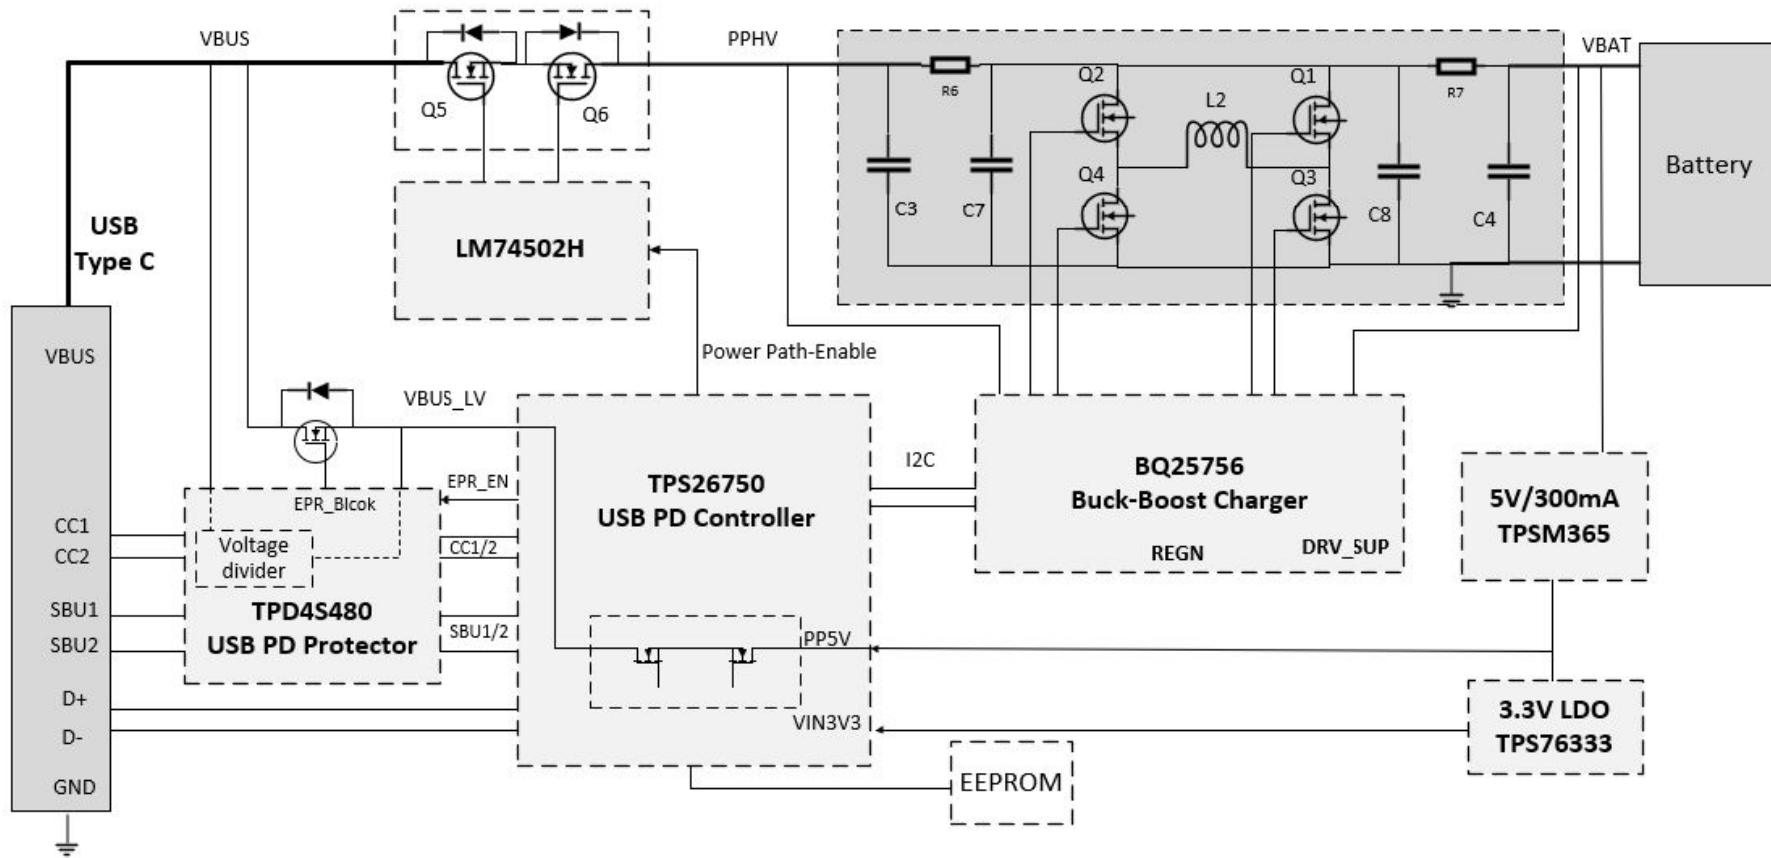 VBUS
PPHV
VBAT
Q5
Q6
R6
Q2
Q1
L2
R7
Battery
C3
C7
Q4
Q3
C8
C4
USB
Type C
LM74502H
VBUS
Power Path-Enable
VBUS_LV
EPR_EN
EPR_Blcok
TPS26750
USB PD Controller
I2C
BQ25756
Buck-Boost Charger
REGN
DRV_SUP
5V/300mA
TPSM365
CC1
CC2
Voltage
divider
CC1/2
TPD4S480
USB PD Protector
SBU1
SBU2
SBU1/2
PP5V
D+
D-
VIN3V3
3.3V LDO
TPS76333
EEPROM
GND